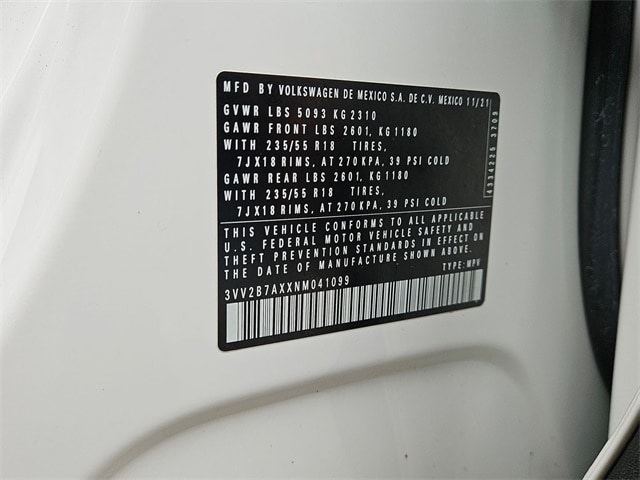 MFD BY VOLKSWAGEN DE MEXICO S.A. DE C.V. MEXICO 11/21
GVWR LBS 5093 KG 2310
GAWR FRONT LBS 2601, KG 1180
WITH 235/55 R18 TIRES,
7JX18 RIMS, AT 270 KPA, 39 PSI COLD
GAWR REAR LBS 2601, KG 1180
WITH 235/55 R18 TIRES,
7JX18 RIMS, AT 270 KPA, 39 PSI COLD
THIS VEHICLE CONFORMS TO ALL APPLICABLE
U.S. FEDERAL MOTOR VEHICLE SAFETY AND
THEFT PREVENTION STANDARDS IN EFFECT ON
THE DATE OF MANUFACTURE SHOWN ABOVE
3VV2B7AXXNM041099 TYPE: MPV
4334225 3709